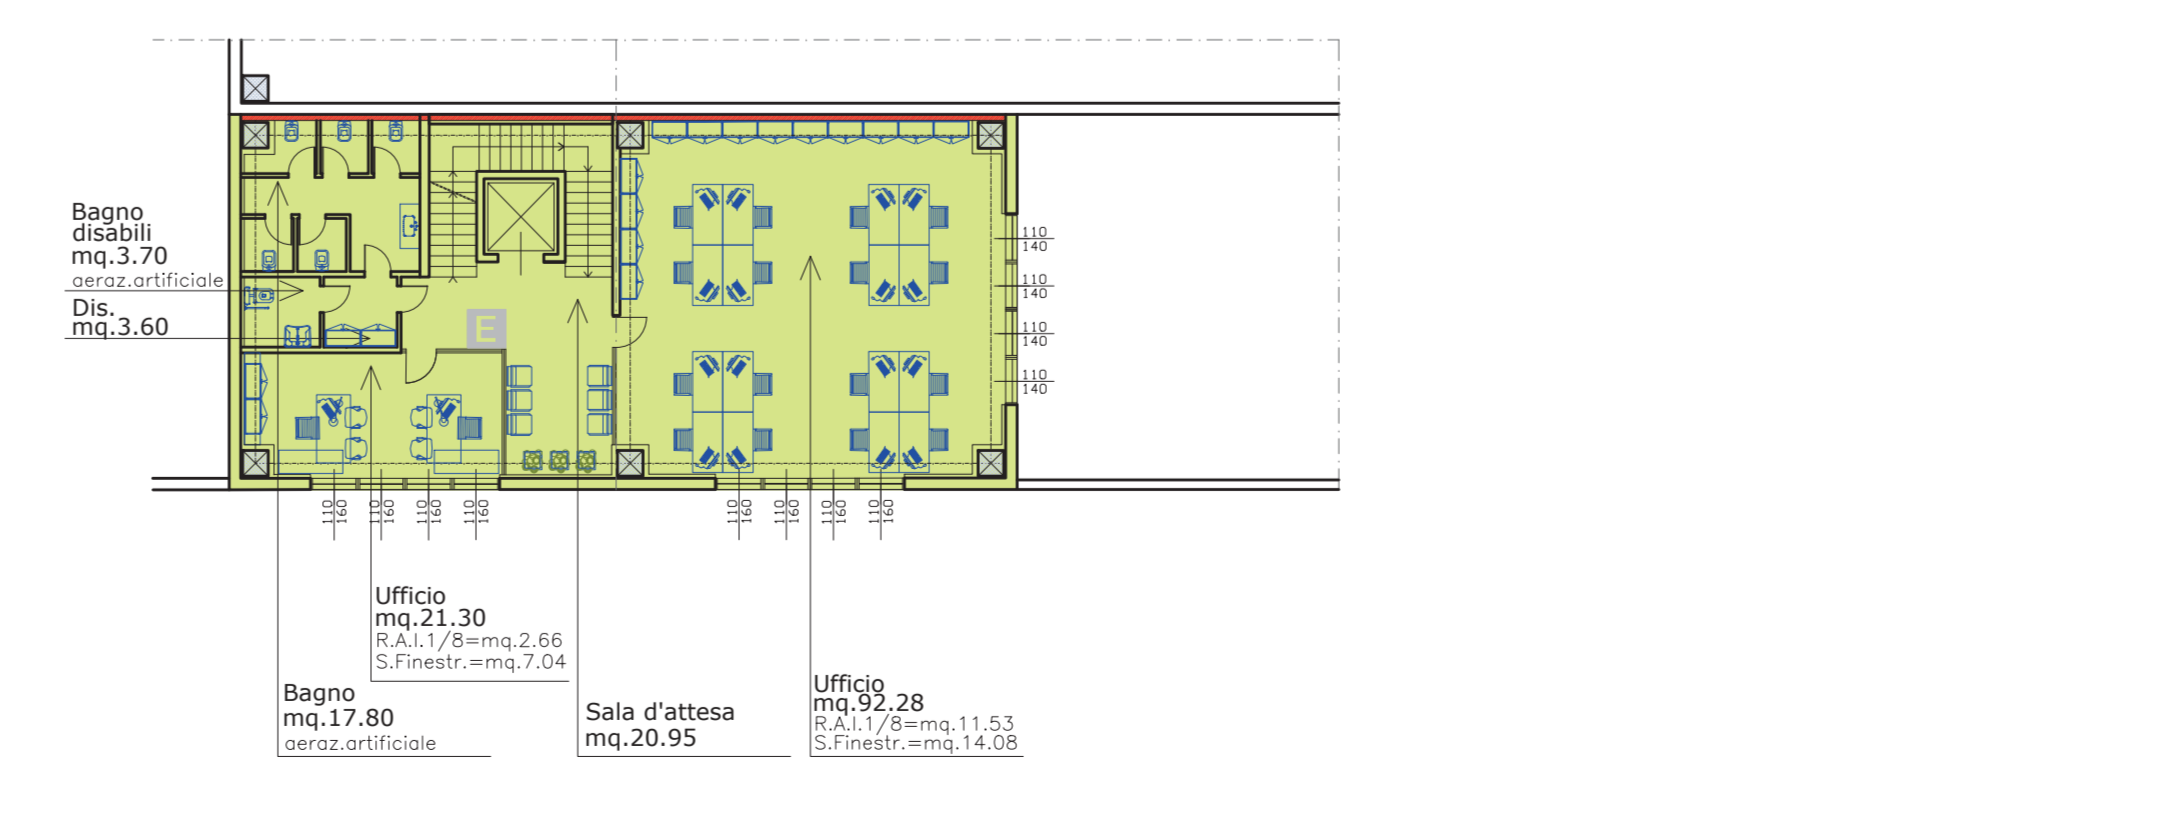 Bagno
disabili
mq.3.70
aeraz.artificiale
Dis.
mq.3.60
E
110
140
110
140
110
140
110
140
110
160
110
160
110
160
110
160
110
160
110
160
110
160
110
160
Ufficio
mq.21.30
R.A.I.1/8=mq.2.66
S.Finestr.=mq.7.04
Bagno
mq.17.80
aeraz.artificiale
Sala d'attesa
mq.20.95
Ufficio
mq.92.28
R.A.I.1/8=mq.11.53
S.Finestr.=mq.14.08